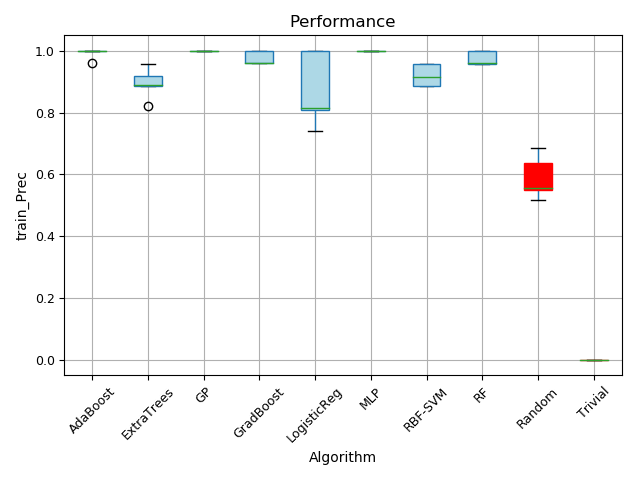 Performance
train_Prec
1.0
0.8
0.6
0.4
0.2
0.0
AdaBoost
ExtraTrees
GP
GradBoost
LogisticReg
MLP
RBF-SVM
RF
Random
Trivial
Algorithm